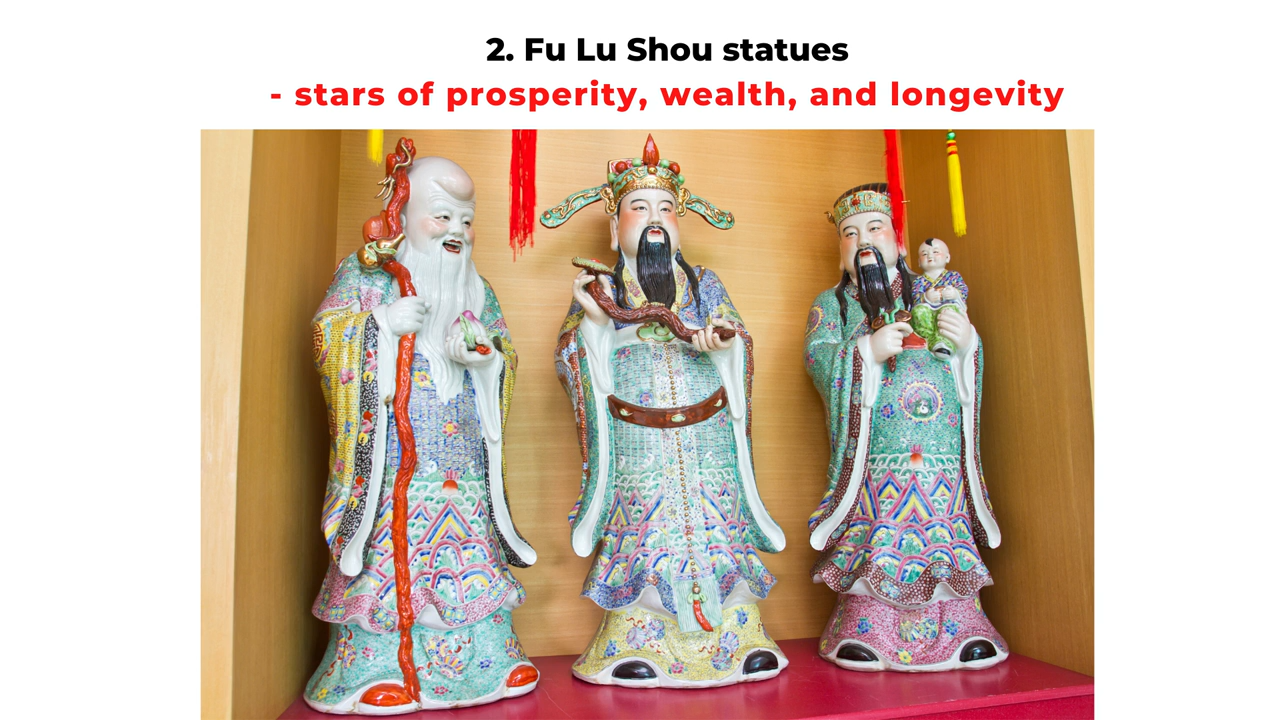 2. Fu Lu Shou statues
- stars of prosperity, wealth, and longevity